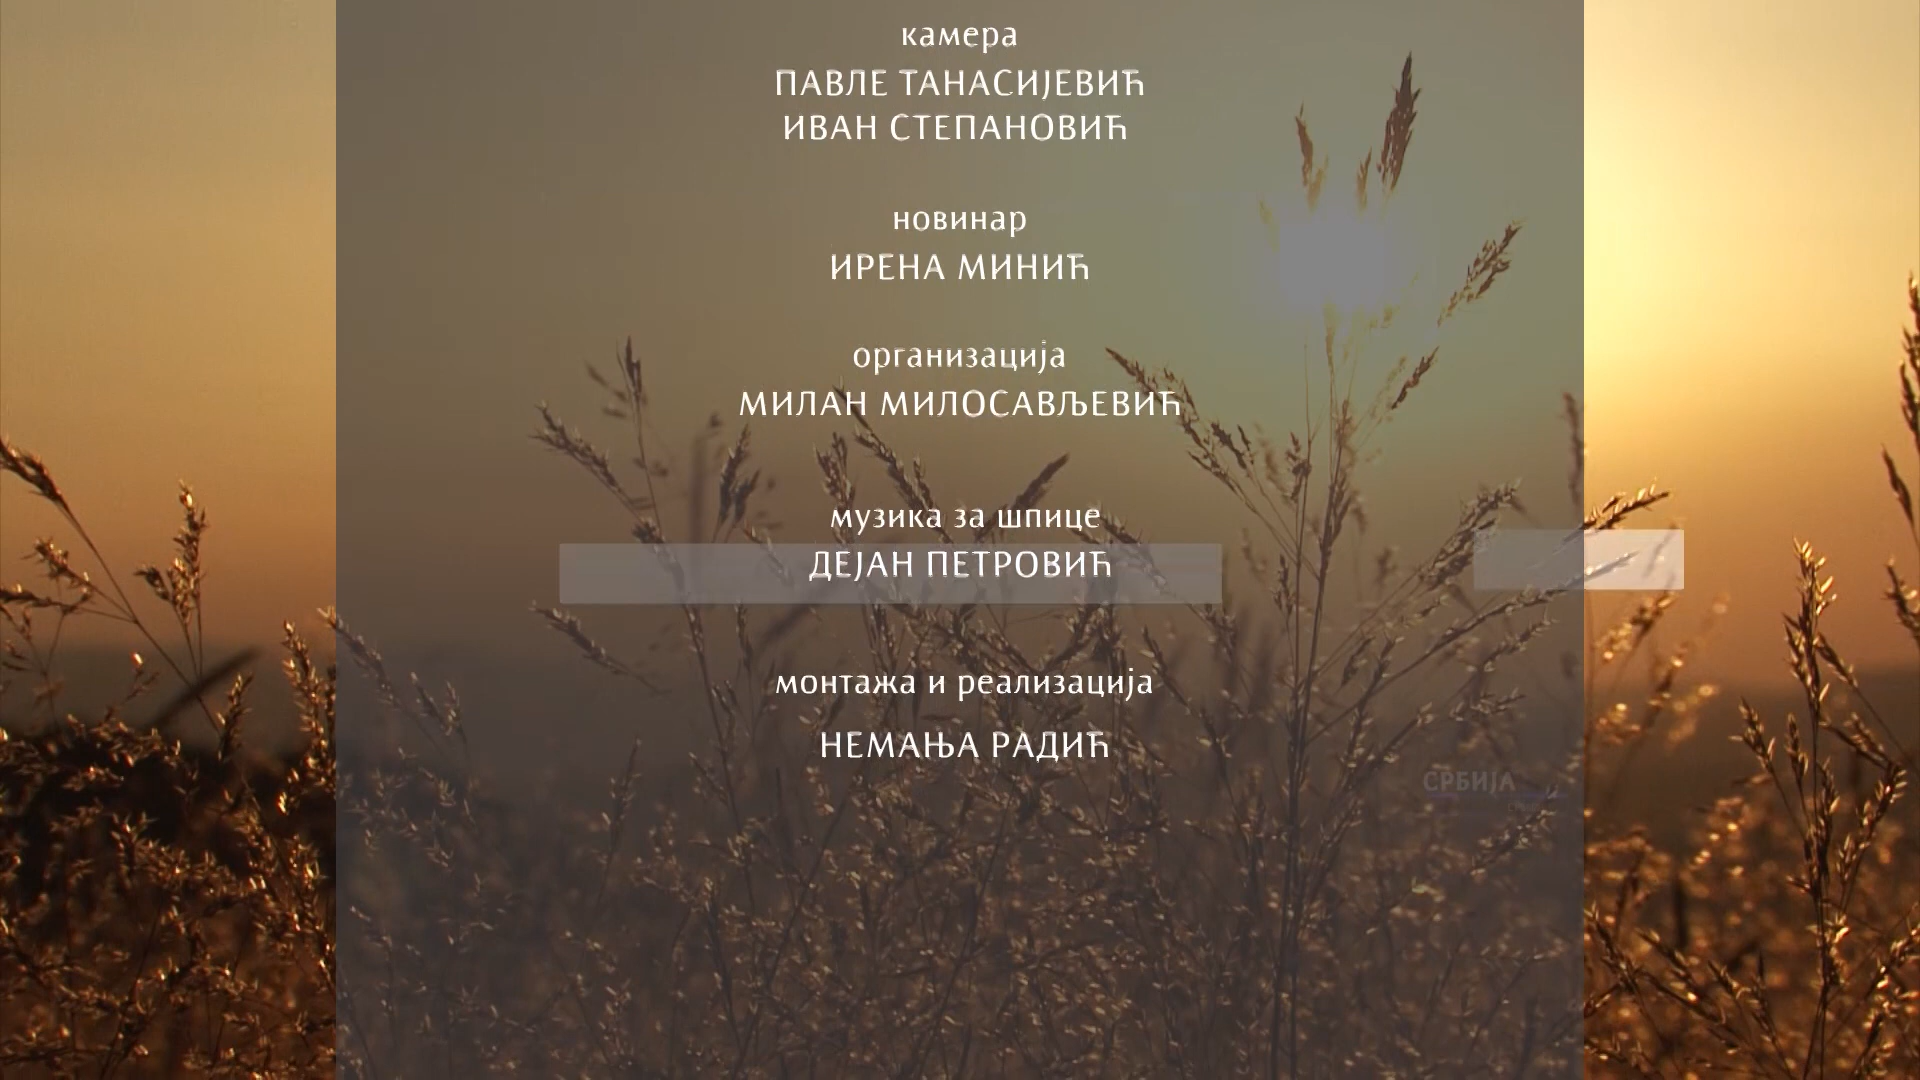 камера
ПАВЛЕ ТАНАСИЈЕВИЋ
ИВАН СТЕПАНОВИЋ
новинар
ИРЕНА МИНИЋ
организација
МИЛАН МИЛОСАВЉЕВИЋ
музика за шпице
ДЕЈАН ПЕТРОВИЋ
монтажа и реализација
НЕМАЊА РАДИЋ
СРБИЈА